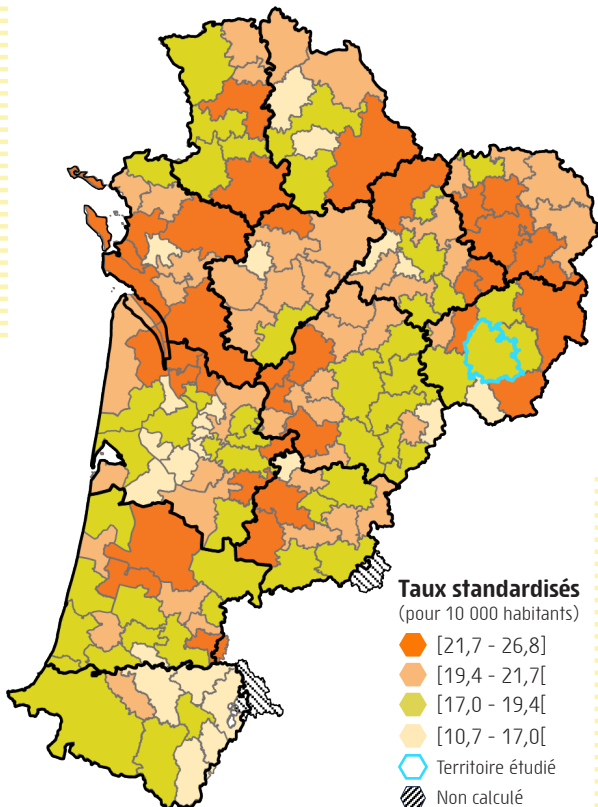 Taux standardisés
(pour 10 000 habitants)
[21,7 - 26,8]
[19,4 - 21,7[
[17,0 - 19,4[
[10,7 - 17,0[
Territoire étudié
Non calculé